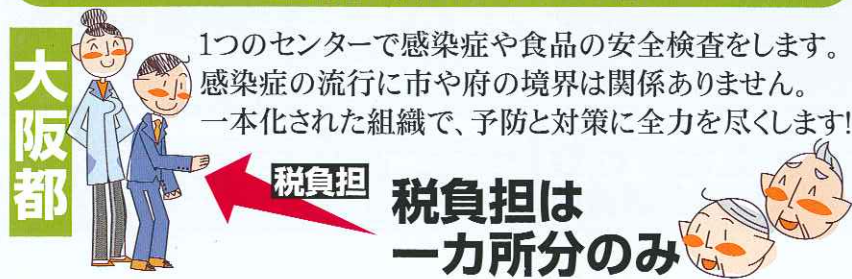 大阪都
1つのセンターで感染症や食品の安全検査をします。
感染症の流行に市や府の境界は関係ありません。
一本化された組織で、予防と対策に全力を尽くします!
税負担
税負担は
一カ所分のみ